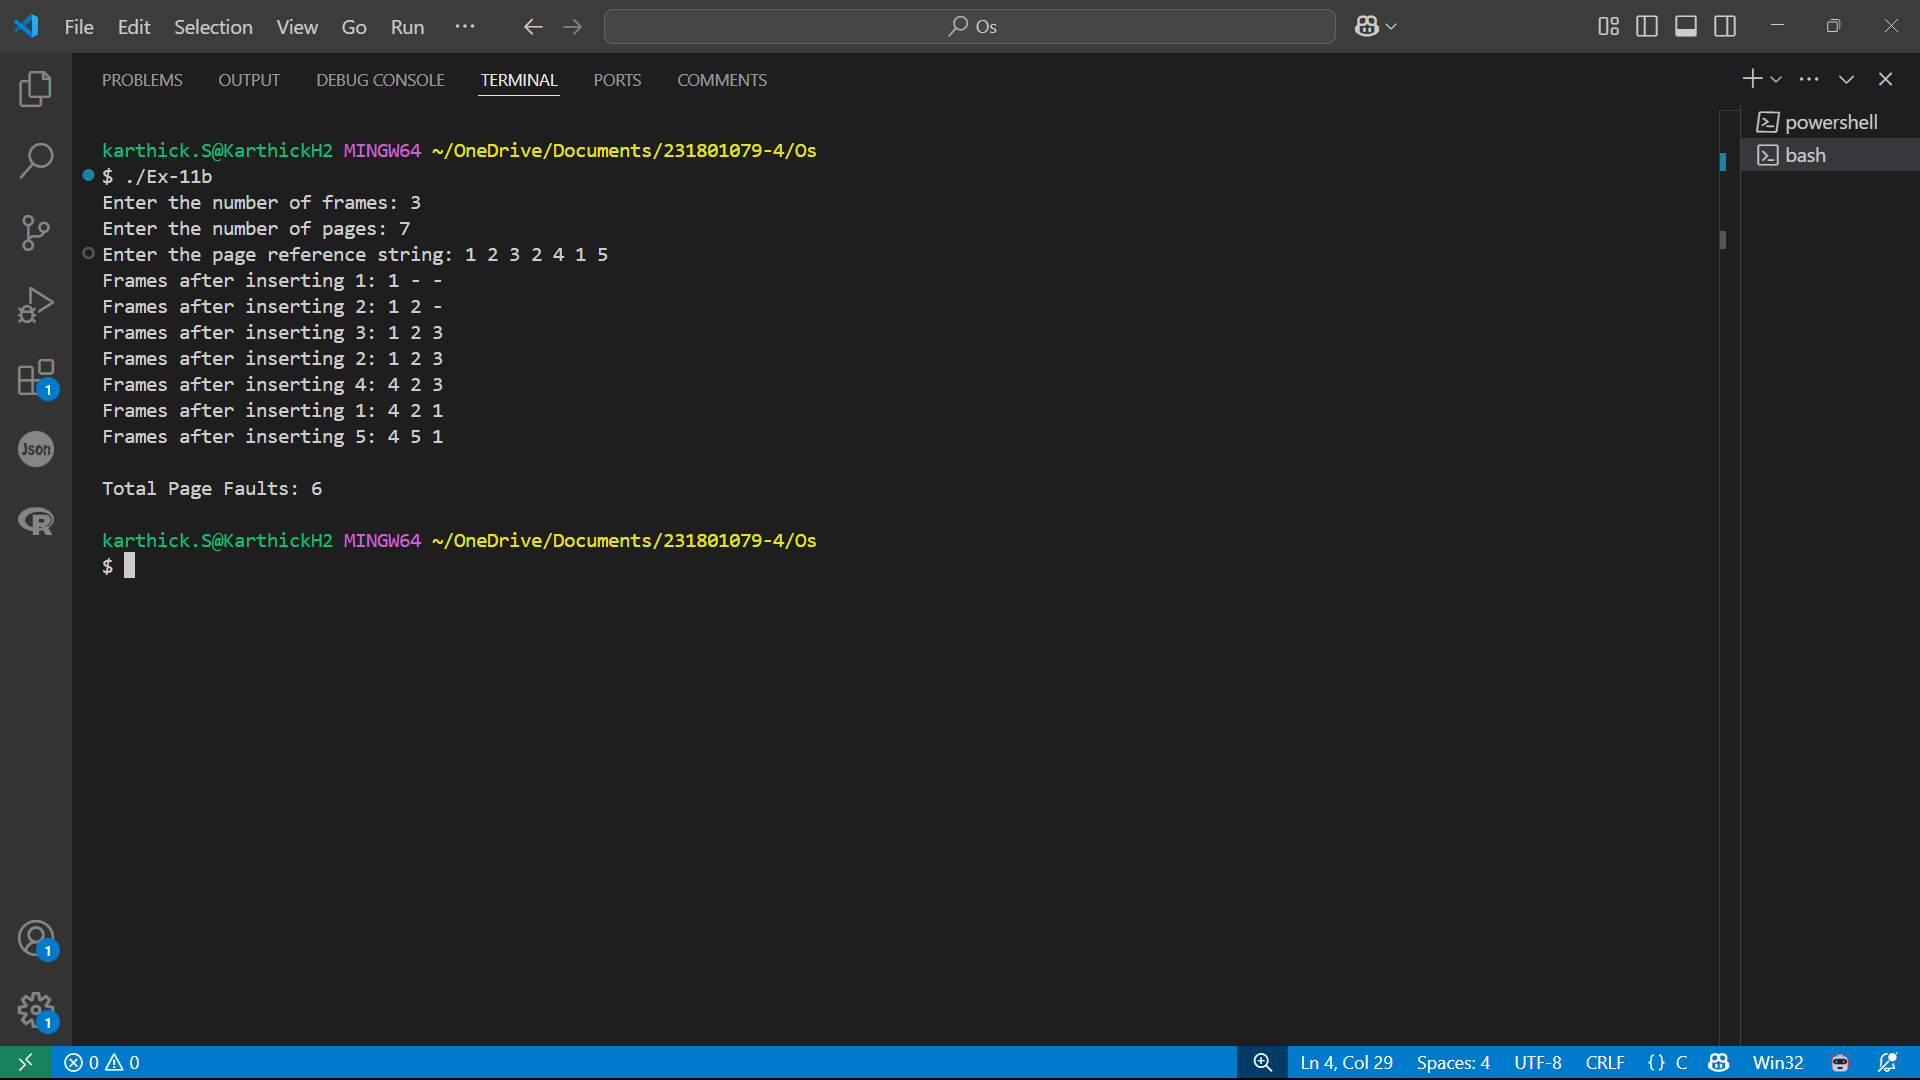 File Edit Selection View Go Run ··· Os
PROBLEMS OUTPUT DEBUG CONSOLE TERMINAL PORTS COMMENTS
karthick.S@KarthickH2 MINGW64 ~/OneDrive/Documents/231801079-4/Os
$ ./Ex-11b
Enter the number of frames: 3
Enter the number of pages: 7
Enter the page reference string: 1 2 3 2 4 1 5
Frames after inserting 1: 1 - -
Frames after inserting 2: 1 2 -
Frames after inserting 3: 1 2 3
Frames after inserting 2: 1 2 3
Frames after inserting 4: 4 2 3
Frames after inserting 1: 4 2 1
Frames after inserting 5: 4 5 1
Total Page Faults: 6
karthick.S@KarthickH2 MINGW64 ~/OneDrive/Documents/231801079-4/Os
$
powershell
bash
1
Json
R
1
1
0 0
Ln 4, Col 29 Spaces: 4 UTF-8 CRLF {} C Win32